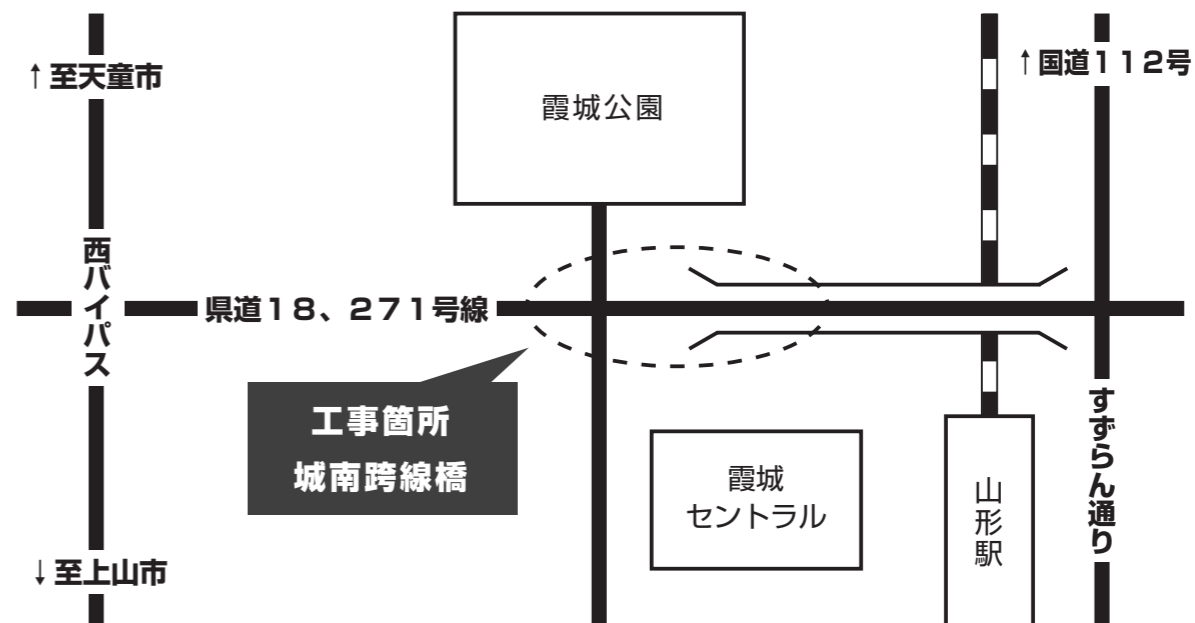 ↑至天童市
霞城公園
↑国道112号
西バイパス
県道18、271号線
工事箇所
城南跨線橋
霞城
セントラル
山形駅
すずらん通り
↓至上山市